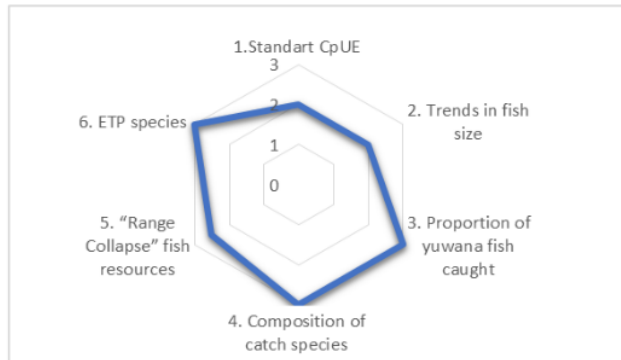 1.Standart CpUE
3
2
1
0
2. Trends in fish
size
3. Proportion of
yuwana fish
caught
4. Composition of
catch species
5. “Range
Collapse” fish
resources
6. ETP species